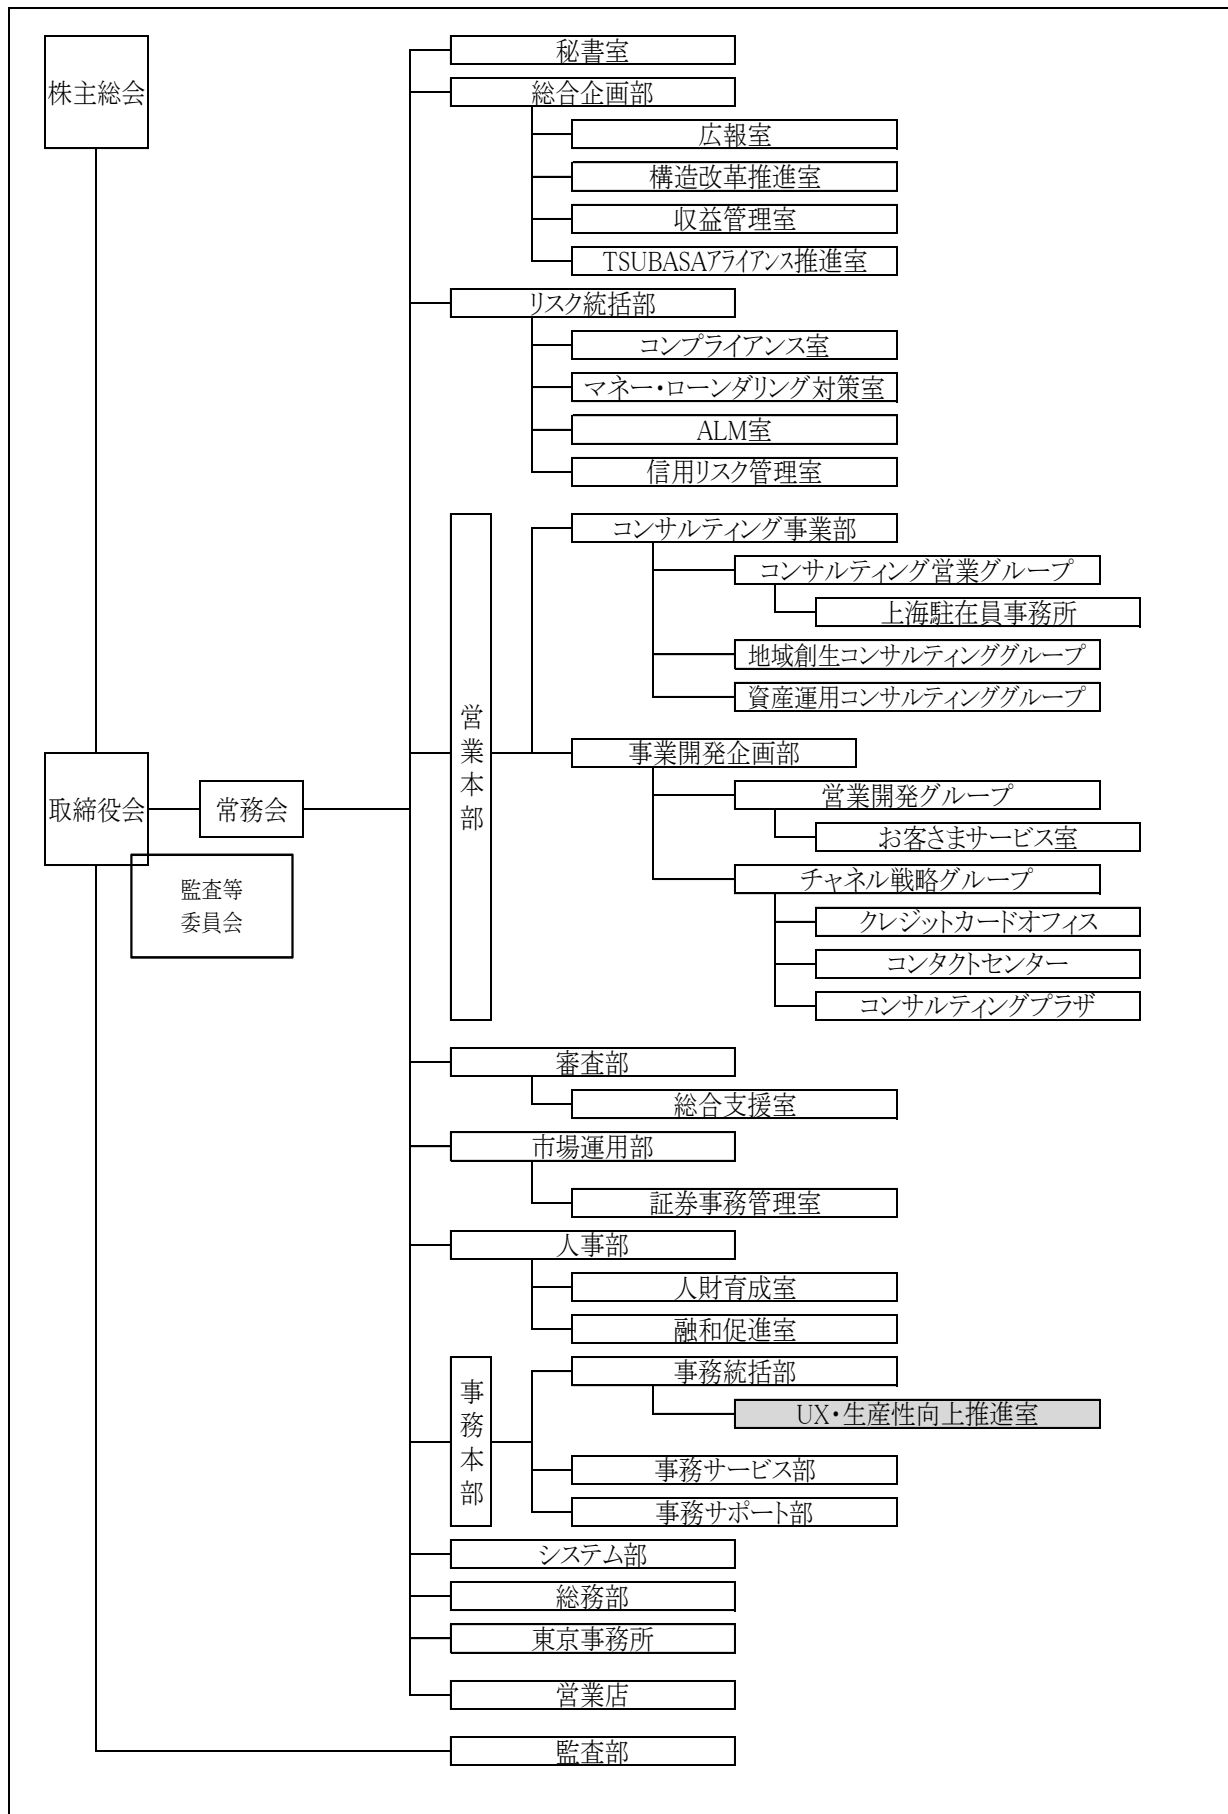 株主総会
秘書室
総合企画部
広報室
構造改革推進室
収益管理室
TSUBASAアライアンス推進室
リスク統括部
コンプライアンス室
マネー・ローンダリング対策室
ALM室
信用リスク管理室
営業本部
コンサルティング事業部
コンサルティング営業グループ
上海駐在員事務所
地域創生コンサルティンググループ
資産運用コンサルティンググループ
事業開発企画部
営業開発グループ
お客さまサービス室
チャネル戦略グループ
クレジットカードオフィス
コンタクトセンター
コンサルティングプラザ
取締役会
常務会
監査等
委員会
審査部
総合支援室
市場運用部
証券事務管理室
人事部
人財育成室
融和促進室
事務本部
事務統括部
UX・生産性向上推進室
事務サービス部
事務サポート部
システム部
総務部
東京事務所
営業店
監査部